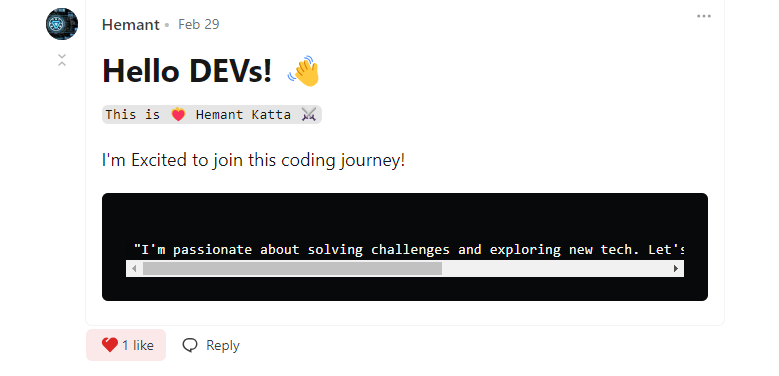 Hemant • Feb 29
Hello DEVs! 👋
This is ❤️‍🔥 Hemant Katta ⚔️
I'm Excited to join this coding journey!
"I'm passionate about solving challenges and exploring new tech. Let's
1 like Reply